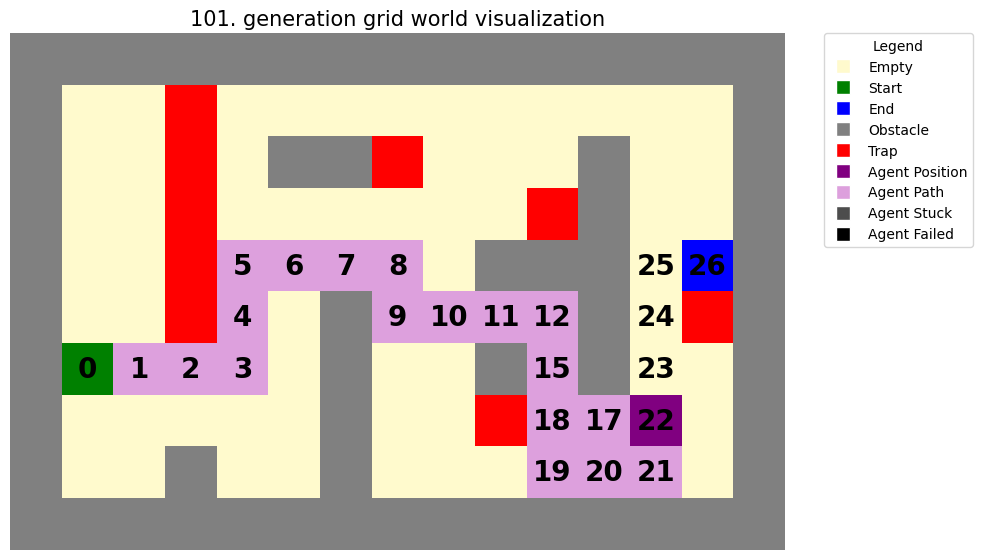 101. generation grid world visualization
Legend
Empty
Start
End
Obstacle
Trap
Agent Position
Agent Path
Agent Stuck
Agent Failed
5 6 7 8 25 26
4 9 10 11 12 24
0 1 2 3 15 23
18 17 22
19 20 21